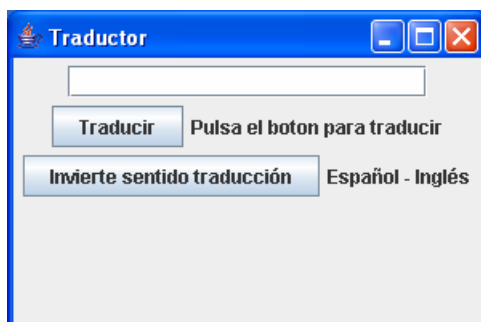 Traductor
Traducir Pulsa el boton para traducir
Invierte sentido traducción Español - Inglés